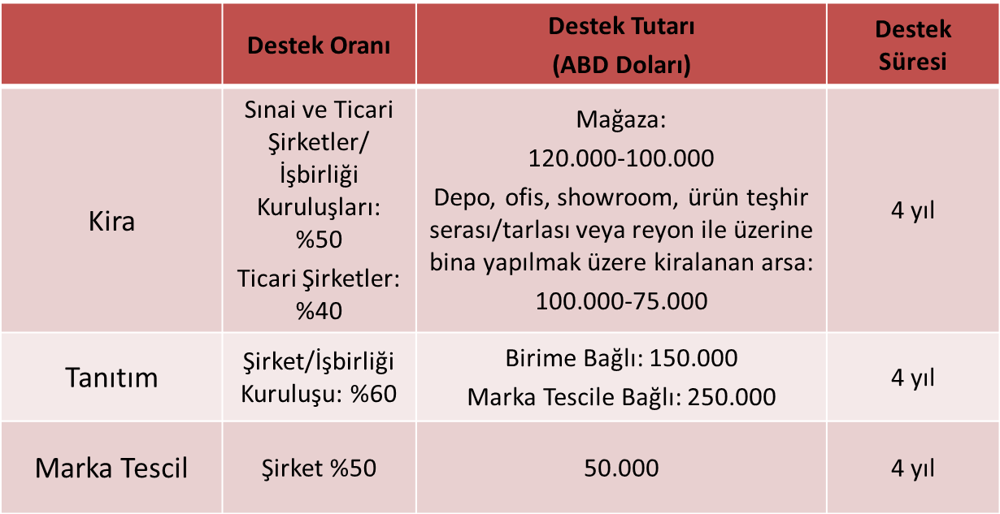 Destek Oranı
Destek Tutarı
(ABD Doları)
Destek
Süresi
Kira
Sınai ve Ticari
Şirketler/
İşbirliği
Kuruluşları:
%50
Ticari Şirketler:
%40
Mağaza:
120.000-100.000
Depo, ofis, showroom, ürün teşhir
serası/tarlası veya reyon ile üzerine
bina yapılmak üzere kiralanan arsa:
100.000-75.000
4 yıl
Tanıtım
Şirket/İşbirliği
Kuruluşu: %60
Birime Bağlı: 150.000
Marka Tescile Bağlı: 250.000
4 yıl
Marka Tescil
Şirket %50
50.000
4 yıl